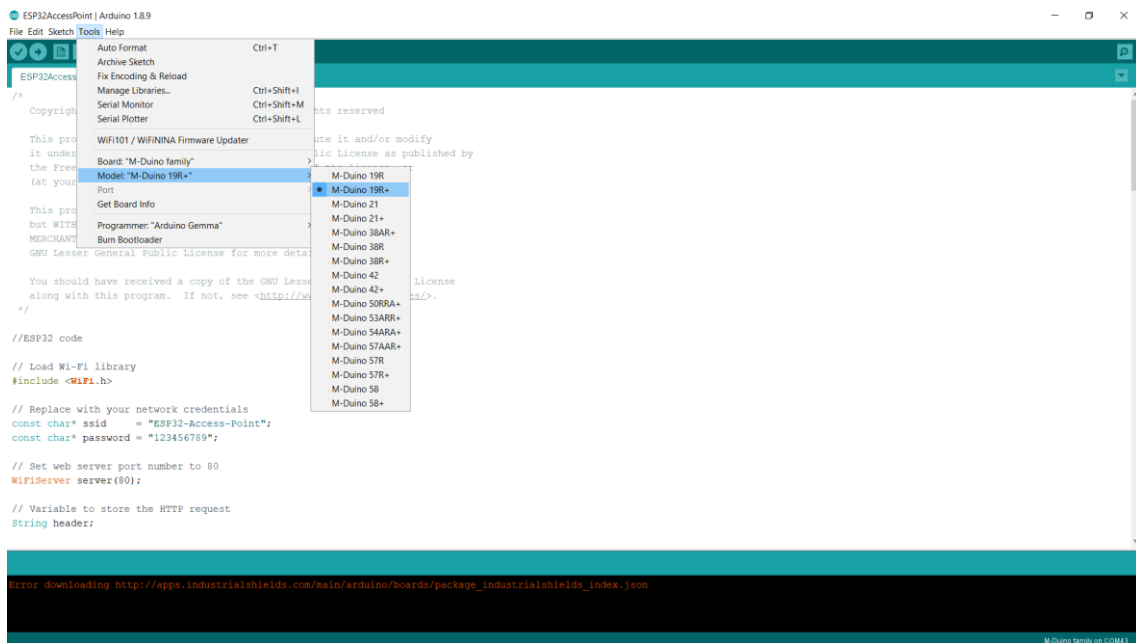 ESP32AccessPoint | Arduino 1.8.9
File Edit Sketch Tools Help
ESP32Access
Auto Format Ctrl+T
Archive Sketch
Fix Encoding & Reload
Manage Libraries... Ctrl+Shift+I
Serial Monitor Ctrl+Shift+M
Serial Plotter Ctrl+Shift+L
WiFi101 / WiFiNINA Firmware Updater
Board: "M-Duino family"
Model: "M-Duino 19R+"
Port
Get Board Info
Programmer: "Arduino Gemma"
Burn Bootloader
M-Duino 19R
M-Duino 19R+
M-Duino 21
M-Duino 21+
M-Duino 38AR+
M-Duino 38R
M-Duino 38R+
M-Duino 42
M-Duino 42+
M-Duino 50RRA+
M-Duino 53ARR+
M-Duino 54ARA+
M-Duino 57AAR+
M-Duino 57R
M-Duino 57R+
M-Duino 58
M-Duino 58+
/*
Copyrigh hts reserved
This pro ute it and/or modify
it under lic License as published by
the Free
(at your
This pro
but WITH
MERCHANT
GNU Lesser General Public License for more detai
You should have received a copy of the GNU Lesse License
along with this program. If not, see <http://w es/>.
*/
//ESP32 code
// Load Wi-Fi library
#include <WiFi.h>
// Replace with your network credentials
const char* ssid = "ESP32-Access-Point";
const char* password = "123456789";
// Set web server port number to 80
WiFiServer server(80);
// Variable to store the HTTP request
String header;
Error downloading http://apps.industrialshields.com/main/arduino/boards/package_industrialshields_index.json
M-Duino family on COM43